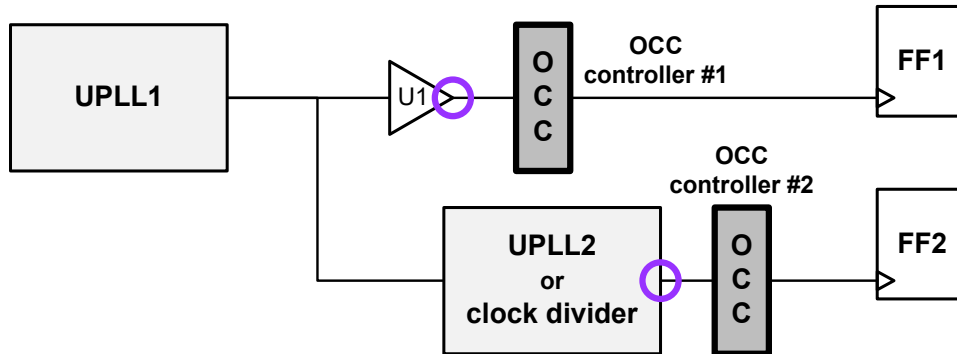 UPLL1
U1
O
C
C
OCC
controller #1
FF1
OCC
controller #2
UPLL2
or
clock divider
O
C
C
FF2